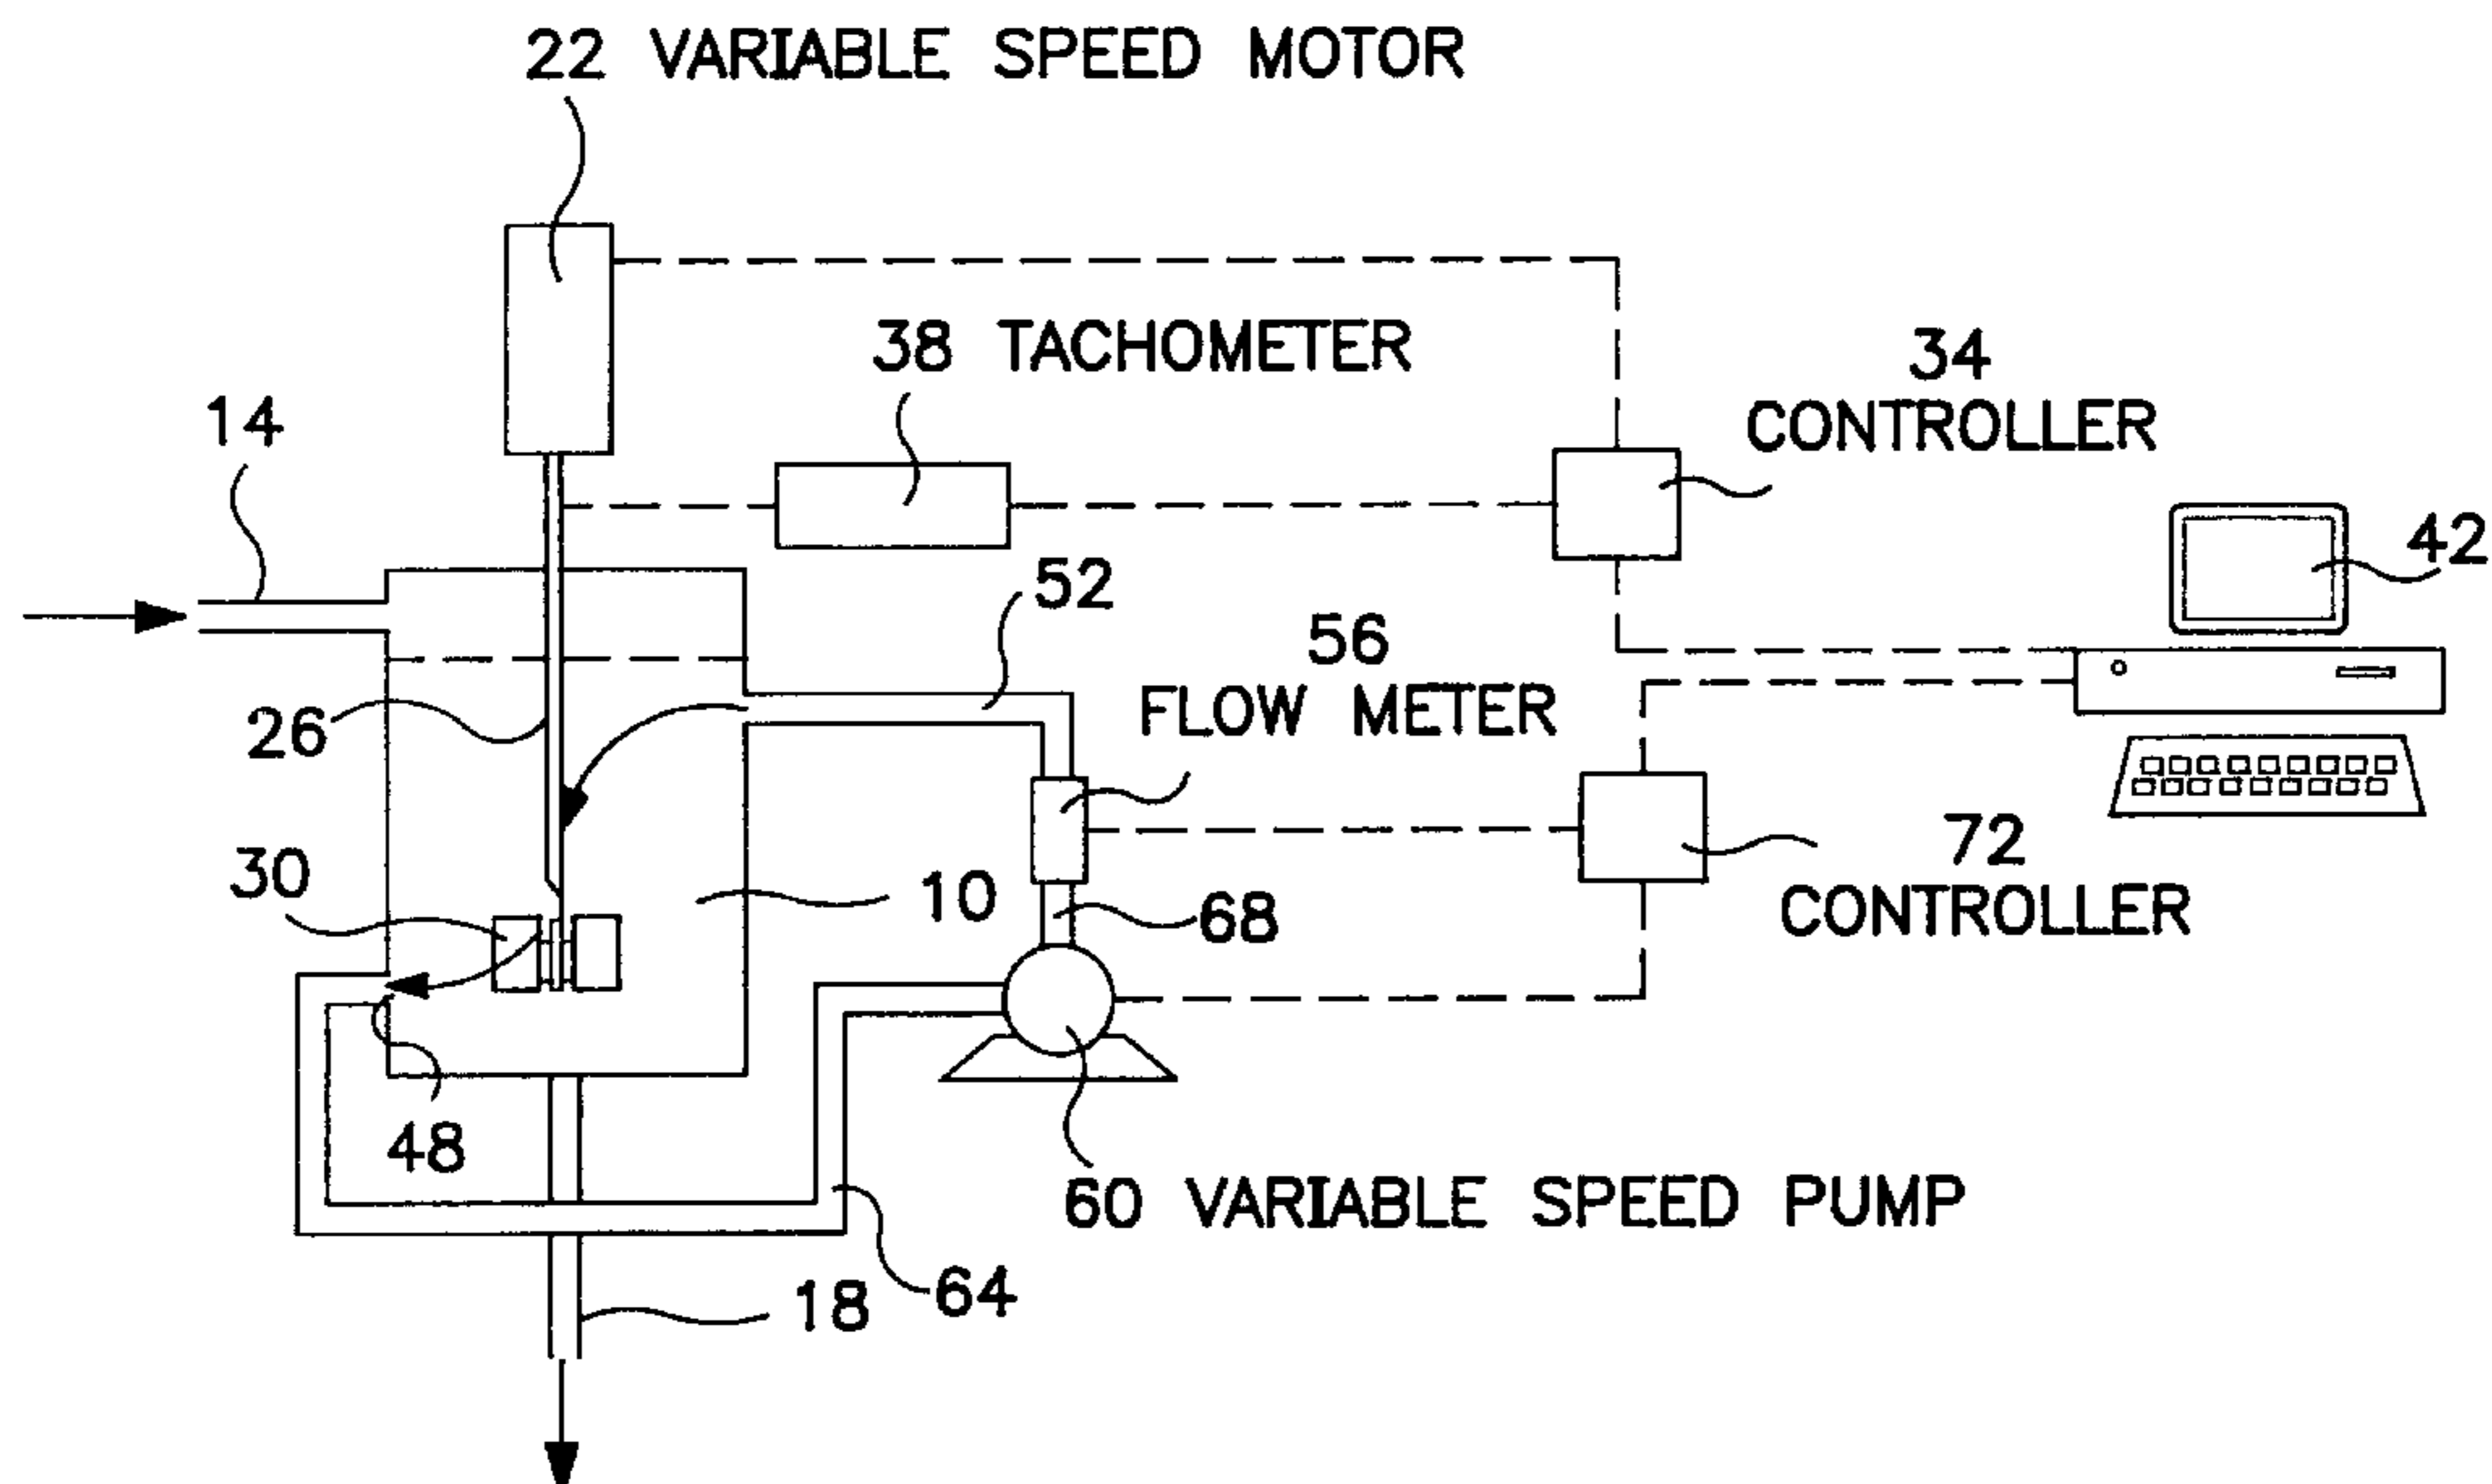 22 VARIABLE SPEED MOTOR
38 TACHOMETER
34
CONTROLLER
14
42
52
56
FLOW METER
26
30
10
68
72
CONTROLLER
48
60 VARIABLE SPEED PUMP
64
18